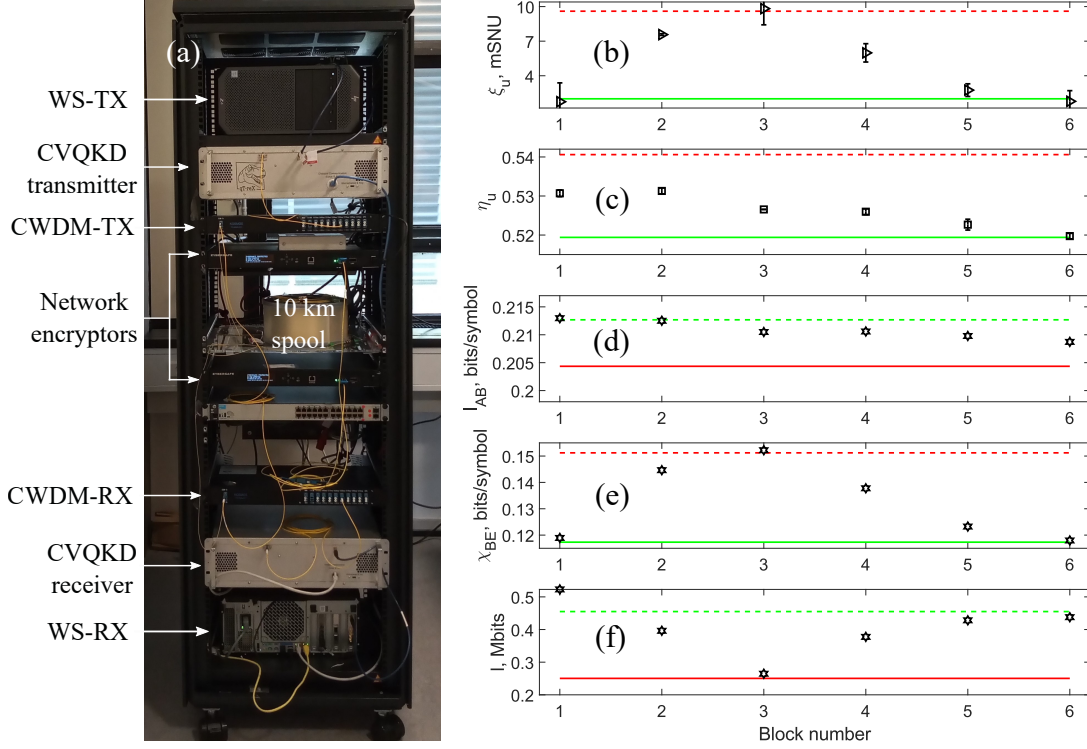 (a)
WS-TX
CVQKD
transmitter
CWDM-TX
Network
encryptors
10 km
spool
CWDM-RX
CVQKD
receiver
WS-RX
10
7
4
ξu, mSNU
(b)
1 2 3 4 5 6
0.54
0.53
0.52
ηu
(c)
1 2 3 4 5 6
0.215
0.21
0.205
0.2
IAB, bits/symbol
(d)
1 2 3 4 5 6
0.15
0.14
0.13
0.12
χBE, bits/symbol
(e)
1 2 3 4 5 6
0.5
0.4
0.3
0.2
l, Mbits
(f)
1 2 3 4 5 6
Block number